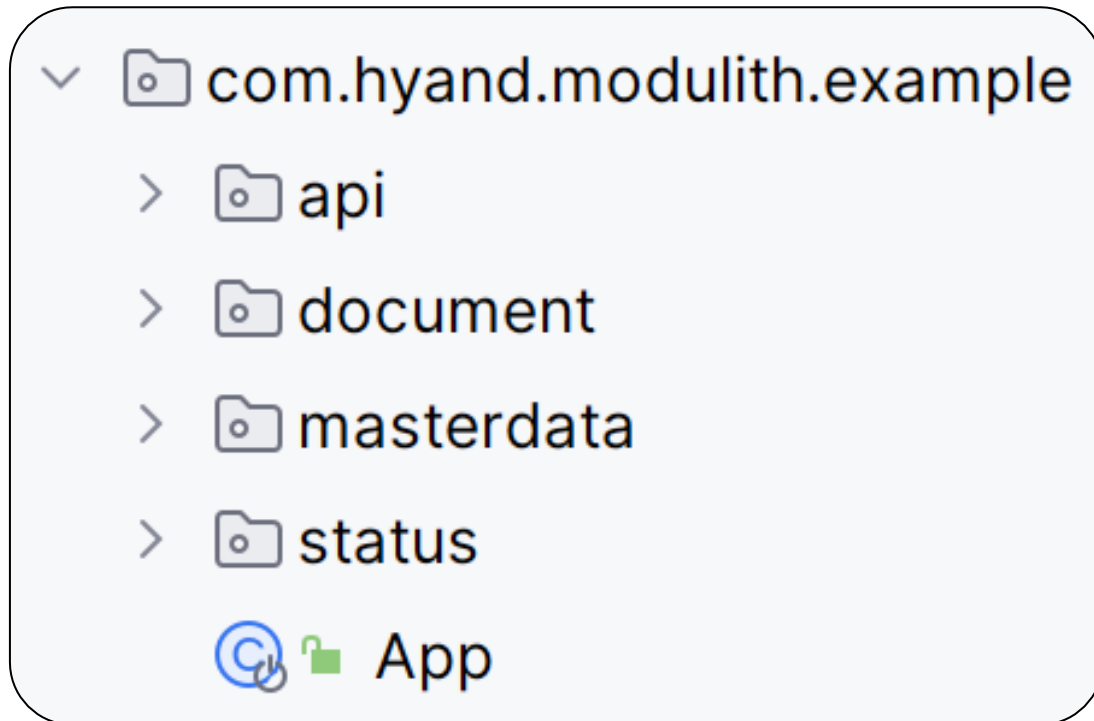 com.hyand.modulith.example
api
document
masterdata
status
App